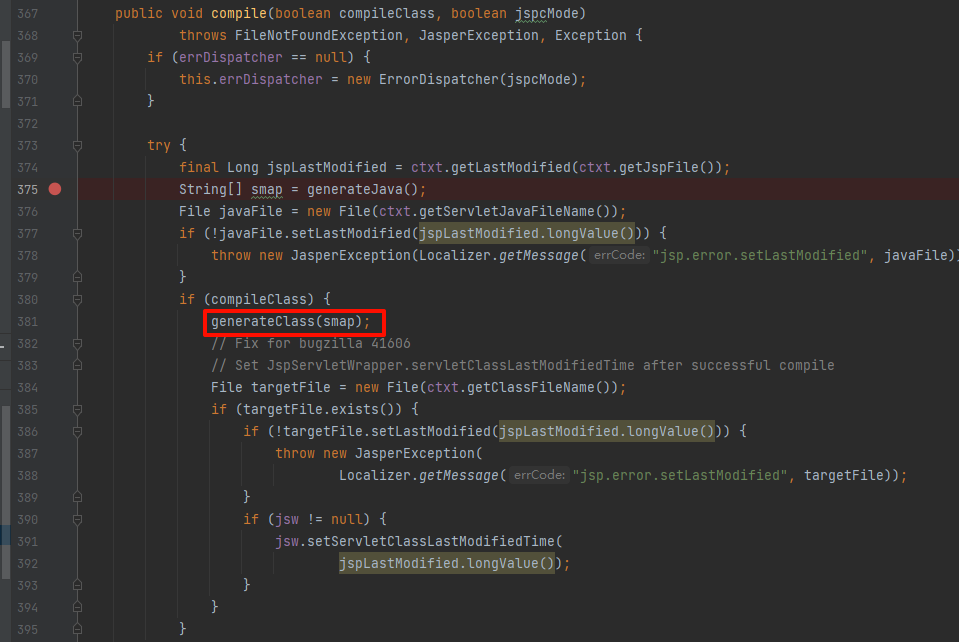 367 public void compile(boolean compileClass, boolean jspcMode)
368 throws FileNotFoundException, JasperException, Exception {
369 if (errDispatcher == null) {
370 this.errDispatcher = new ErrorDispatcher(jspcMode);
371 }
372
373 try {
374 final Long jspLastModified = ctxt.getLastModified(ctxt.getJspFile());
375 String[] smap = generateJava();
376 File javaFile = new File(ctxt.getServletJavaFileName());
377 if (!javaFile.setLastModified(jspLastModified.longValue())) {
378 throw new JasperException(Localizer.getMessage( errCode: "jsp.error.setLastModified", javaFile))
379 }
380 if (compileClass) {
381 generateClass(smap);
382 // Fix for bugzilla 41606
383 // Set JspServletWrapper.servletClassLastModifiedTime after successful compile
384 File targetFile = new File(ctxt.getClassFileName());
385 if (targetFile.exists()) {
386 if (!targetFile.setLastModified(jspLastModified.longValue())) {
387 throw new JasperException(
388 Localizer.getMessage( errCode: "jsp.error.setLastModified", targetFile));
389 }
390 if (jsw != null) {
391 jsw.setServletClassLastModifiedTime(
392 jspLastModified.longValue());
393 }
394 }
395 }